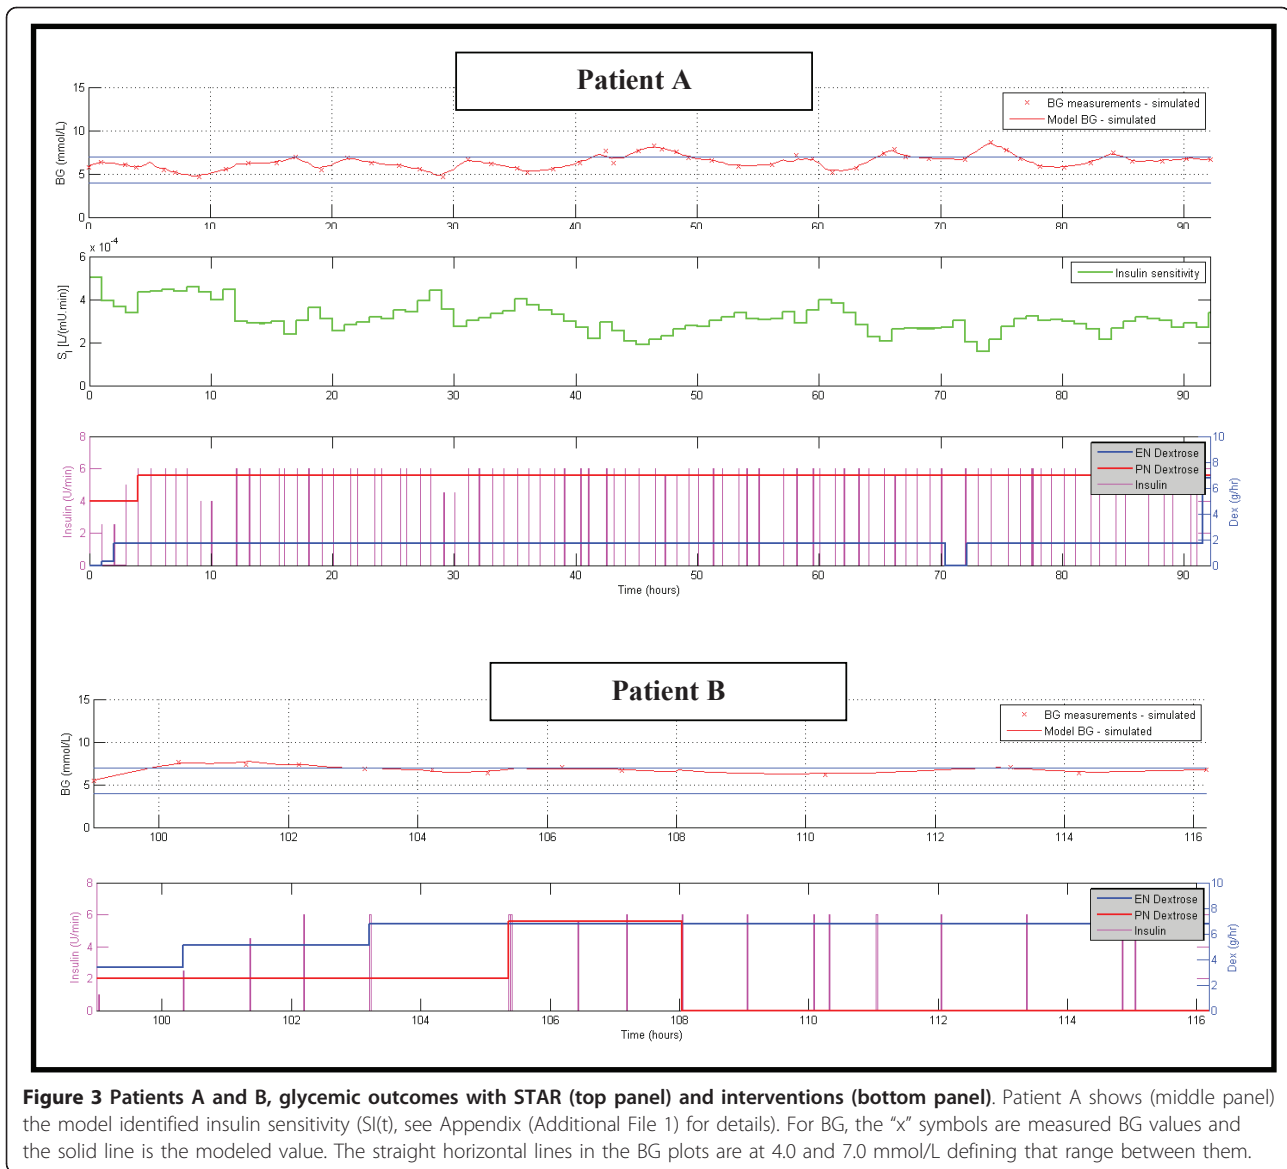 Patient A
15
10
5
0
BG (mmol/L)
× BG measurements - simulated
Model BG - simulated
0 10 20 30 40 50 60 70 80 90
x 10⁻⁴
6
4
2
0
S_I [L/(mU.min)]
Insulin sensitivity
0 10 20 30 40 50 60 70 80 90
8
6
4
2
0
Insulin (U/min)
EN Dextrose
PN Dextrose
Insulin
10
8
6
4
2
0
Dex (g/hr)
0 10 20 30 40 50 60 70 80 90
Time (hours)
Patient B
15
10
5
0
BG (mmol/L)
× BG measurements - simulated
Model BG - simulated
100 102 104 106 108 110 112 114 116
8
6
4
2
0
Insulin (U/min)
EN Dextrose
PN Dextrose
Insulin
10
8
6
4
2
0
Dex (g/hr)
100 102 104 106 108 110 112 114 116
Time (hours)
Figure 3 Patients A and B, glycemic outcomes with STAR (top panel) and interventions (bottom panel). Patient A shows (middle panel)
the model identified insulin sensitivity (SI(t), see Appendix (Additional File 1) for details). For BG, the “x” symbols are measured BG values and
the solid line is the modeled value. The straight horizontal lines in the BG plots are at 4.0 and 7.0 mmol/L defining that range between them.